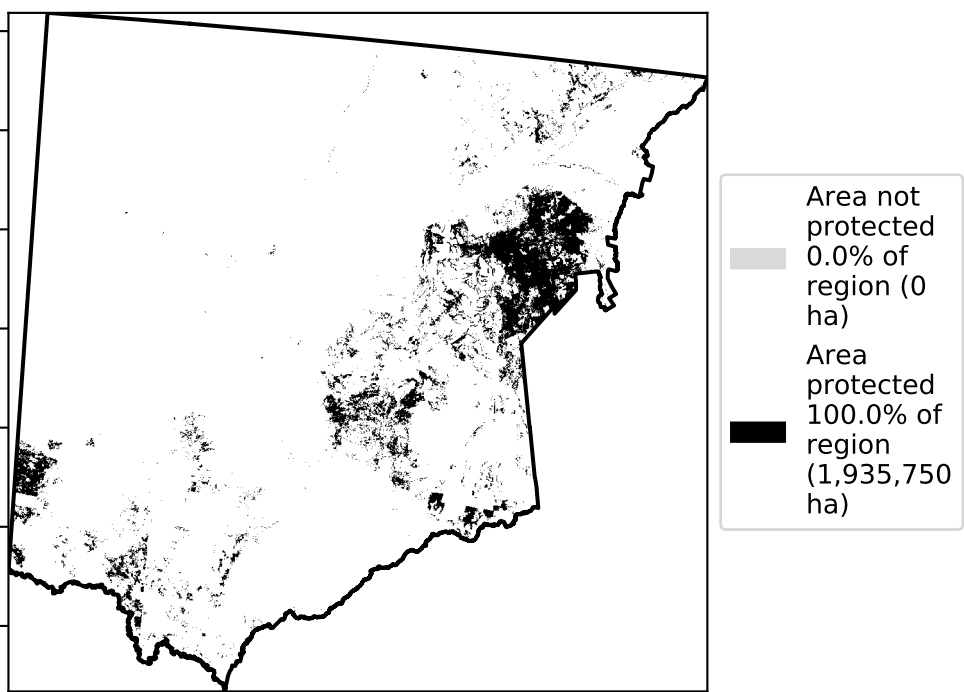 Area not
protected
0.0% of
region (0
ha)
Area
protected
100.0% of
region
(1,935,750
ha)